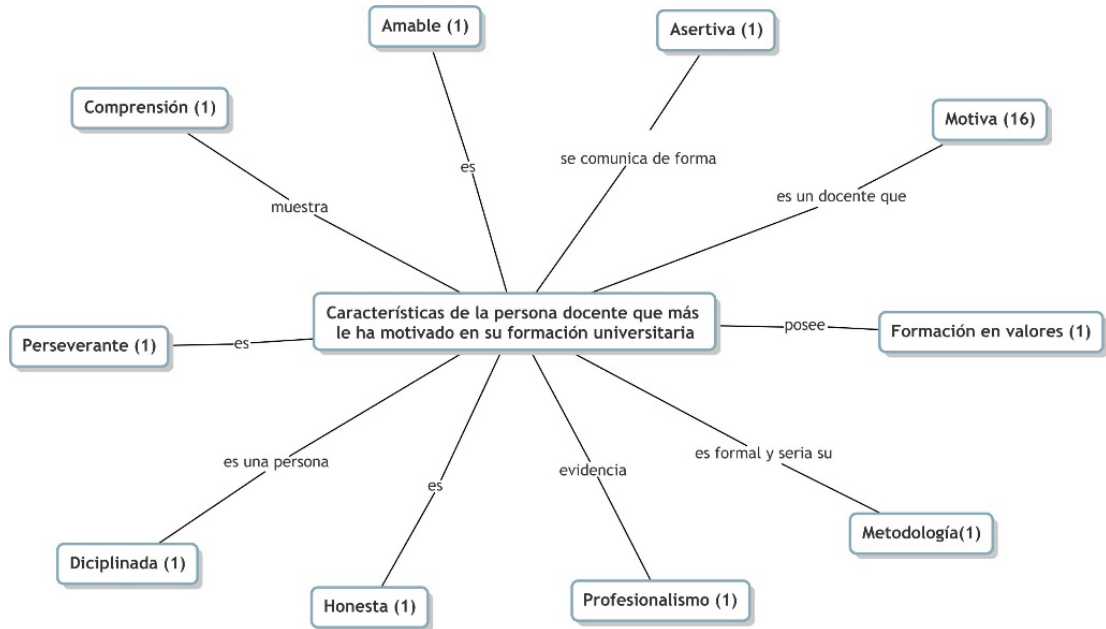 Amable (1)
Asertiva (1)
Comprensión (1)
Motiva (16)
es
se comunica de forma
muestra
es un docente que
Características de la persona docente que más
le ha motivado en su formación universitaria
Perseverante (1)
es
posee
Formación en valores (1)
es una persona
es
evidencia
es formal y seria su
Diciplinada (1)
Honesta (1)
Profesionalismo (1)
Metodología(1)